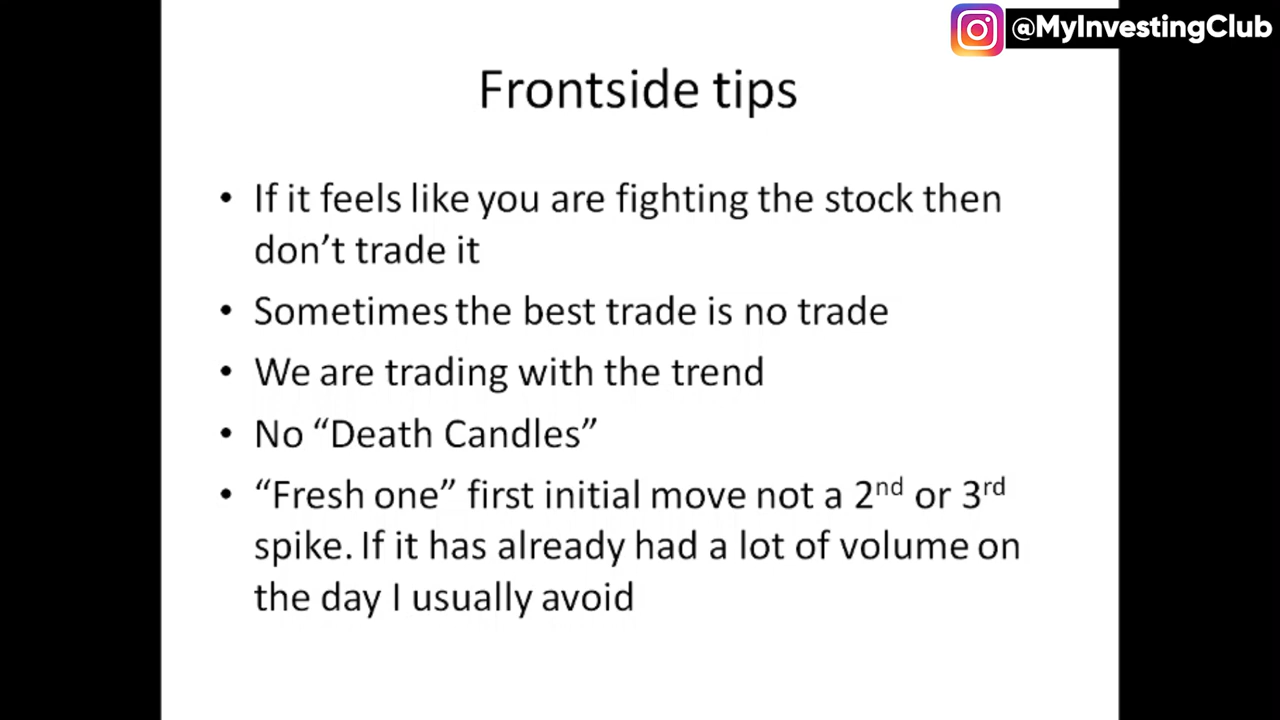 @MyInvestingClub
Frontside tips
• If it feels like you are fighting the stock then
don’t trade it
• Sometimes the best trade is no trade
• We are trading with the trend
• No “Death Candles”
• “Fresh one” first initial move not a 2nd or 3rd
spike. If it has already had a lot of volume on
the day I usually avoid